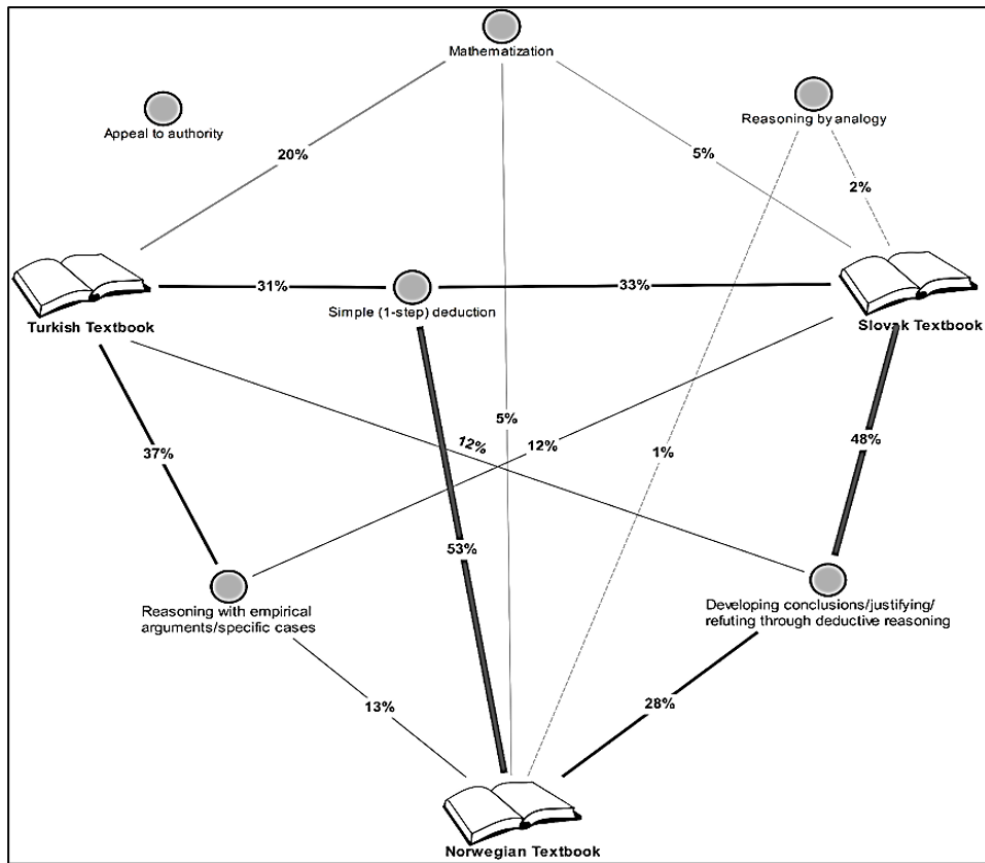 Mathematization
Appeal to authority
Reasoning by analogy
20%
5%
2%
31%
33%
Turkish Textbook
Simple (1-step) deduction
Slovak Textbook
5%
12%
12%
1%
48%
37%
53%
Reasoning with empirical
arguments/specific cases
Developing conclusions/justifying/
refuting through deductive reasoning
13%
28%
Norwegian Textbook